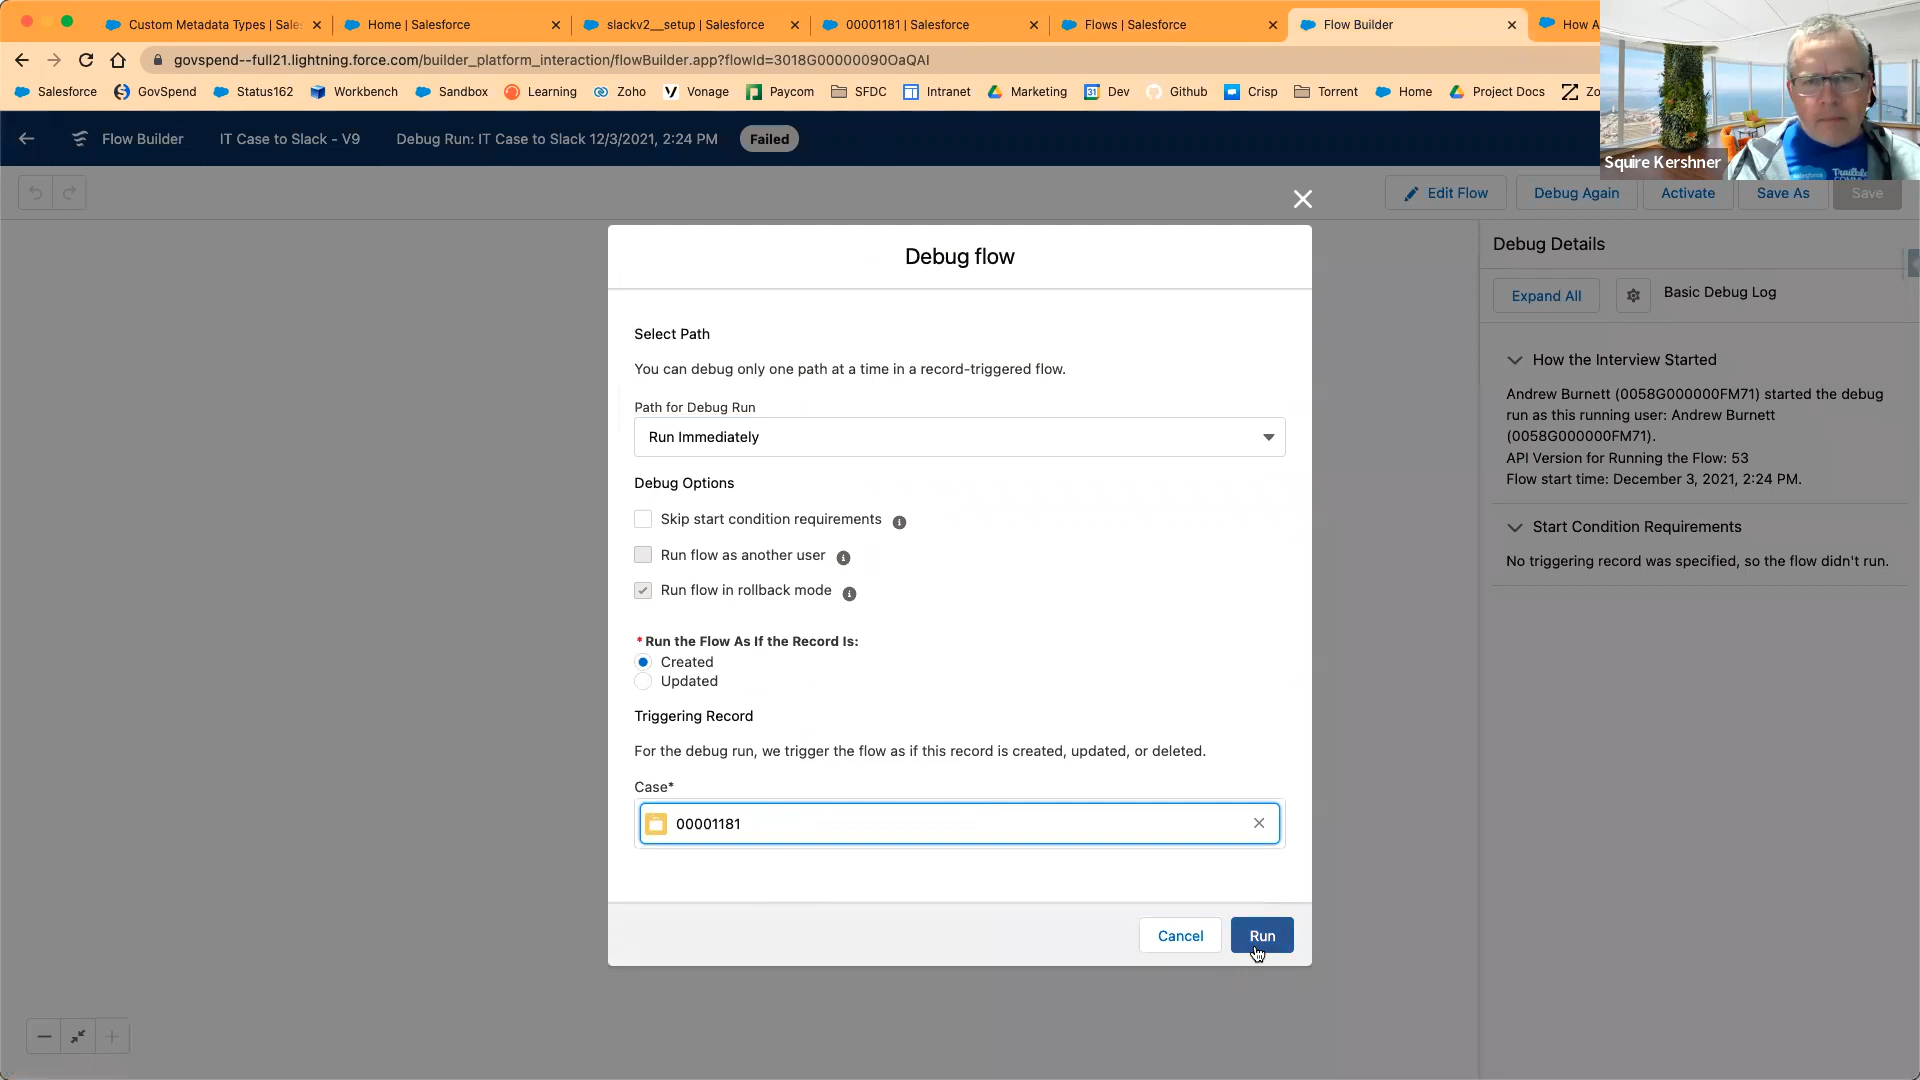 Custom Metadata Types | Sales
Home | Salesforce
slackv2__setup | Salesforce
00001181 | Salesforce
Flows | Salesforce
Flow Builder
How A
govspend--full21.lightning.force.com/builder_platform_interaction/flowBuilder.app?flowId=3018G00000090OaQAI
Salesforce
GovSpend
Status162
Workbench
Sandbox
Learning
Zoho
Vonage
Paycom
SFDC
Intranet
Marketing
Dev
Github
Crisp
Torrent
Home
Project Docs
Zo
Squire Kershner
Flow Builder
IT Case to Slack - V9
Debug Run: IT Case to Slack 12/3/2021, 2:24 PM
Failed
Edit Flow
Debug Again
Activate
Save As
Save
Debug flow
Select Path
You can debug only one path at a time in a record-triggered flow.
Path for Debug Run
Run Immediately
Debug Options
Skip start condition requirements
Run flow as another user
Run flow in rollback mode
*Run the Flow As If the Record Is:
Created
Updated
Triggering Record
For the debug run, we trigger the flow as if this record is created, updated, or deleted.
Case*
00001181
Cancel
Run
Debug Details
Expand All
Basic Debug Log
How the Interview Started
Andrew Burnett (0058G000000FM71) started the debug
run as this running user: Andrew Burnett
(0058G000000FM71).
API Version for Running the Flow: 53
Flow start time: December 3, 2021, 2:24 PM.
Start Condition Requirements
No triggering record was specified, so the flow didn't run.